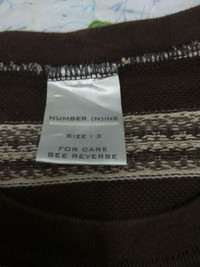 NUMBER (N)INE
SIZE : 3
FOR CARE
SEE REVERSE